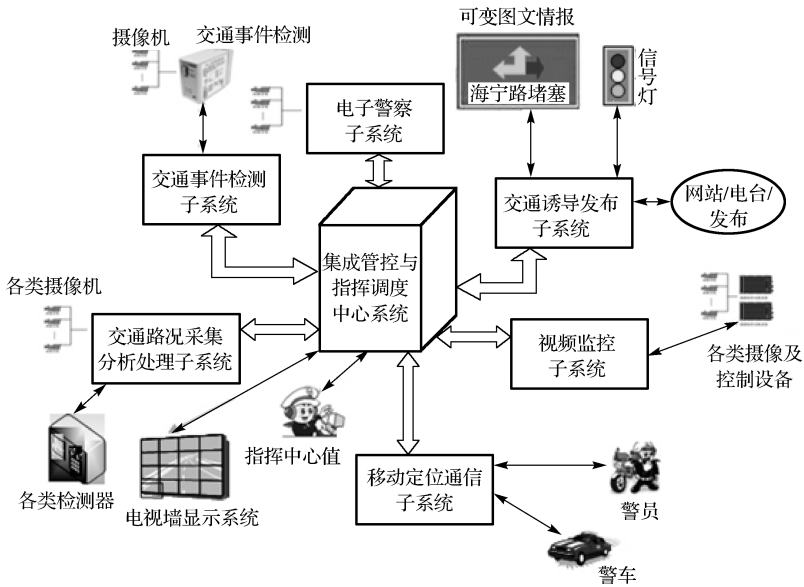 摄像机
交通事件检测
可变图文情报
海宁路堵塞
信号灯
电子警察
子系统
交通事件检测
子系统
交通诱导发布
子系统
网站/电台/
发布
集成管控与
指挥调度
中心系统
各类摄像机
交通路况采集
分析处理子系统
视频监控
子系统
各类摄像及
控制设备
各类检测器
电视墙显示系统
指挥中心值
移动定位通信
子系统
警员
警车